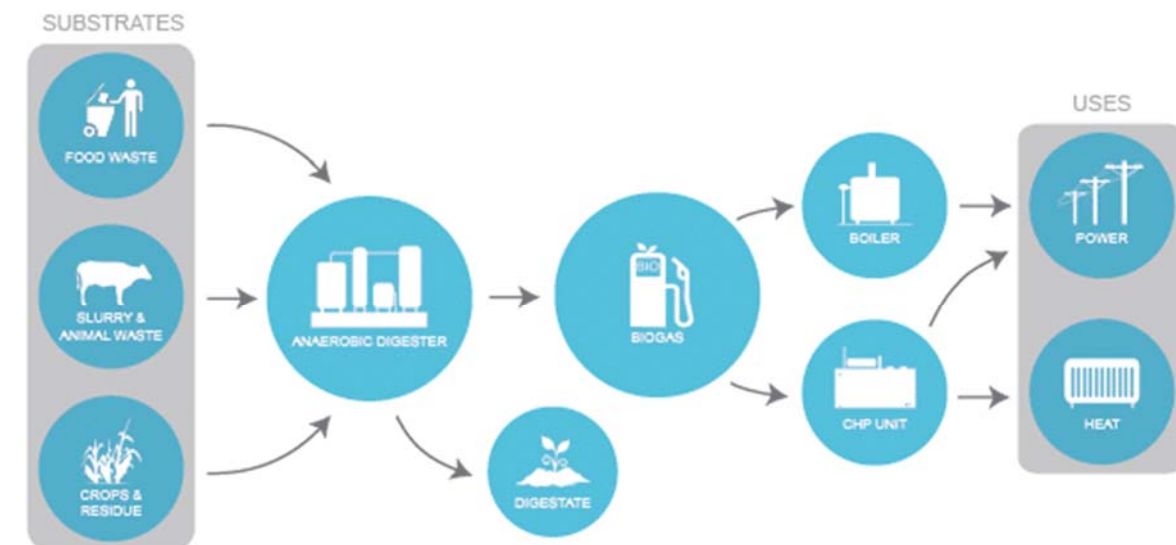 SUBSTRATES
FOOD WASTE
SLURRY &
ANIMAL WASTE
CROPS &
RESIDUE
ANAEROBIC DIGESTER
DIGESTATE
BIO
BIOGAS
BOILER
CHP UNIT
USES
POWER
HEAT